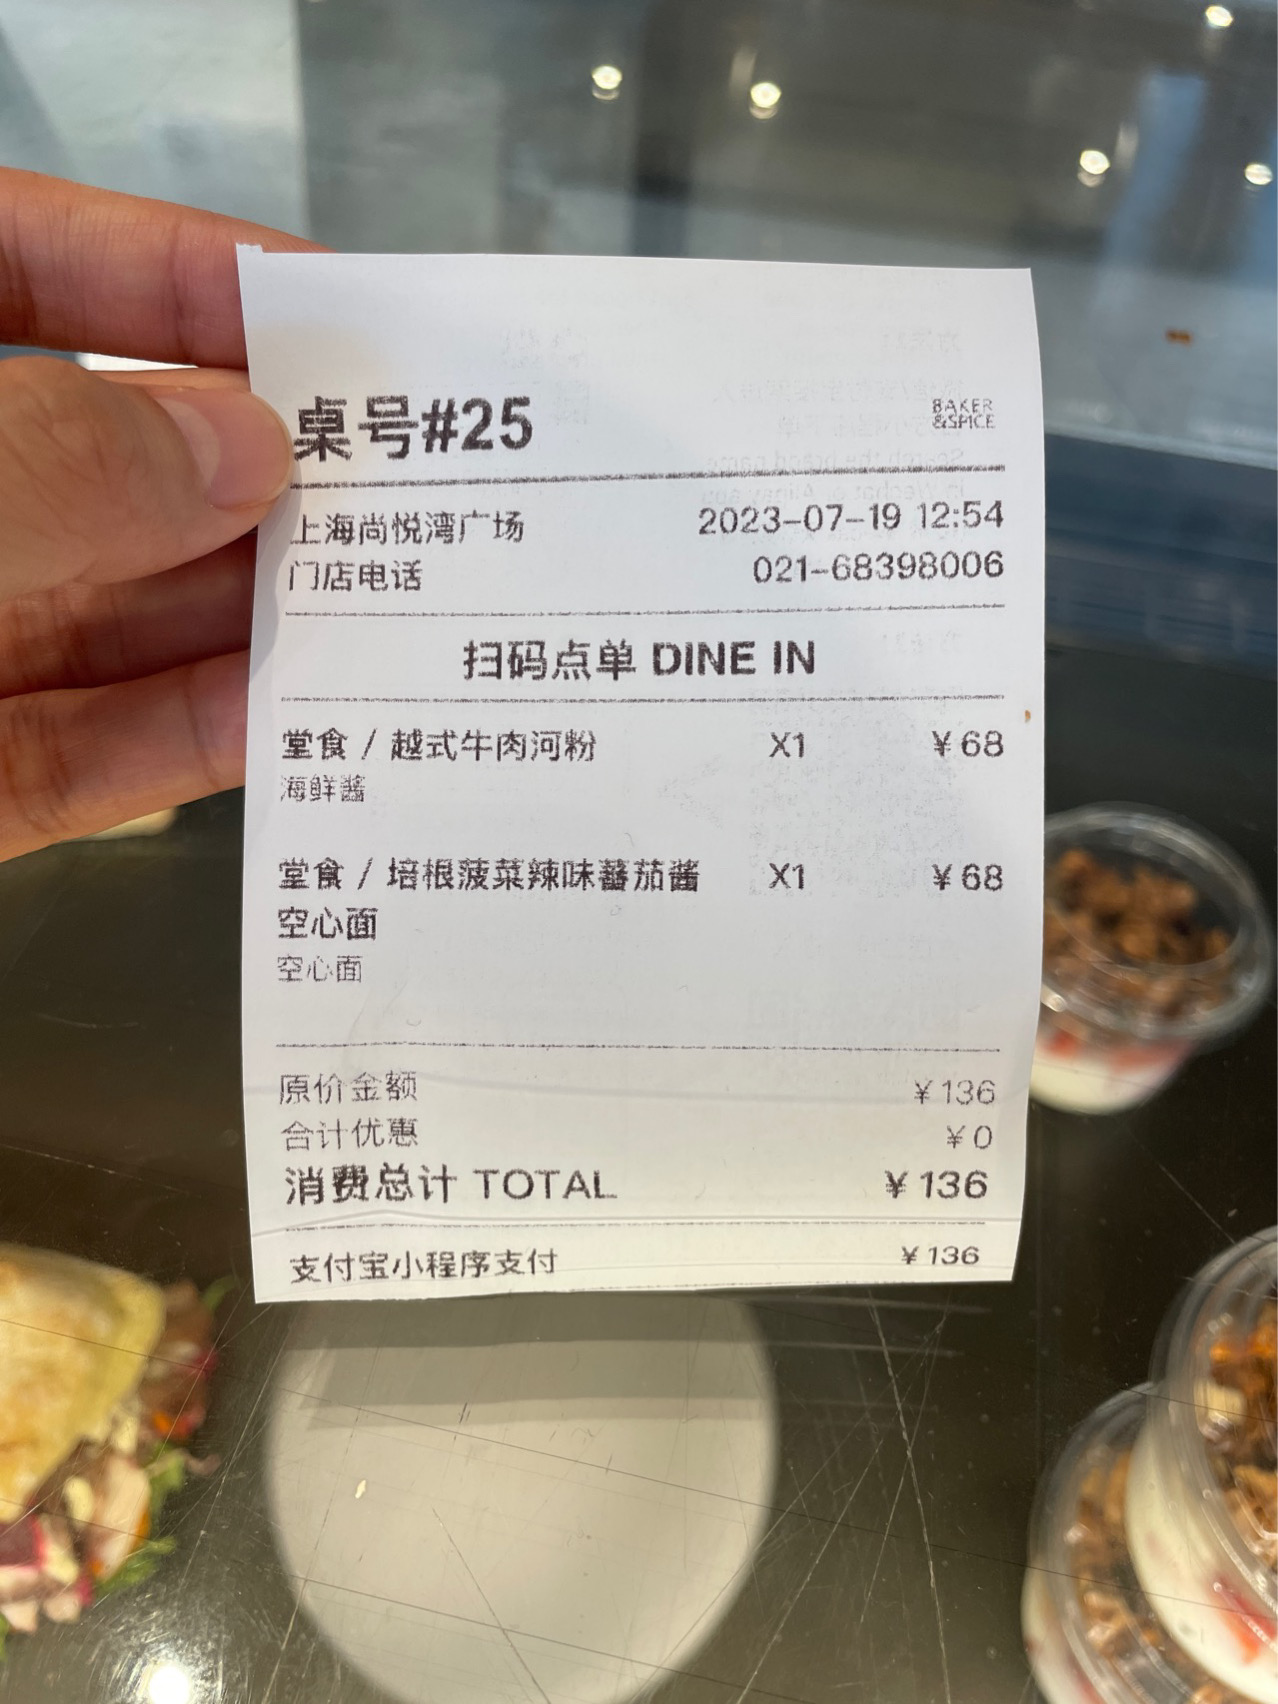 桌号#25
BAKER
&SPICE
上海尚悦湾广场 2023-07-19 12:54
门店电话 021-68398006
扫码点单 DINE IN
堂食 / 越式牛肉河粉 X1 ¥68
海鲜酱
堂食 / 培根菠菜辣味蕃茄酱 X1 ¥68
空心面
空心面
原价金额 ¥136
合计优惠 ¥0
消费总计 TOTAL ¥136
支付宝小程序支付 ¥136